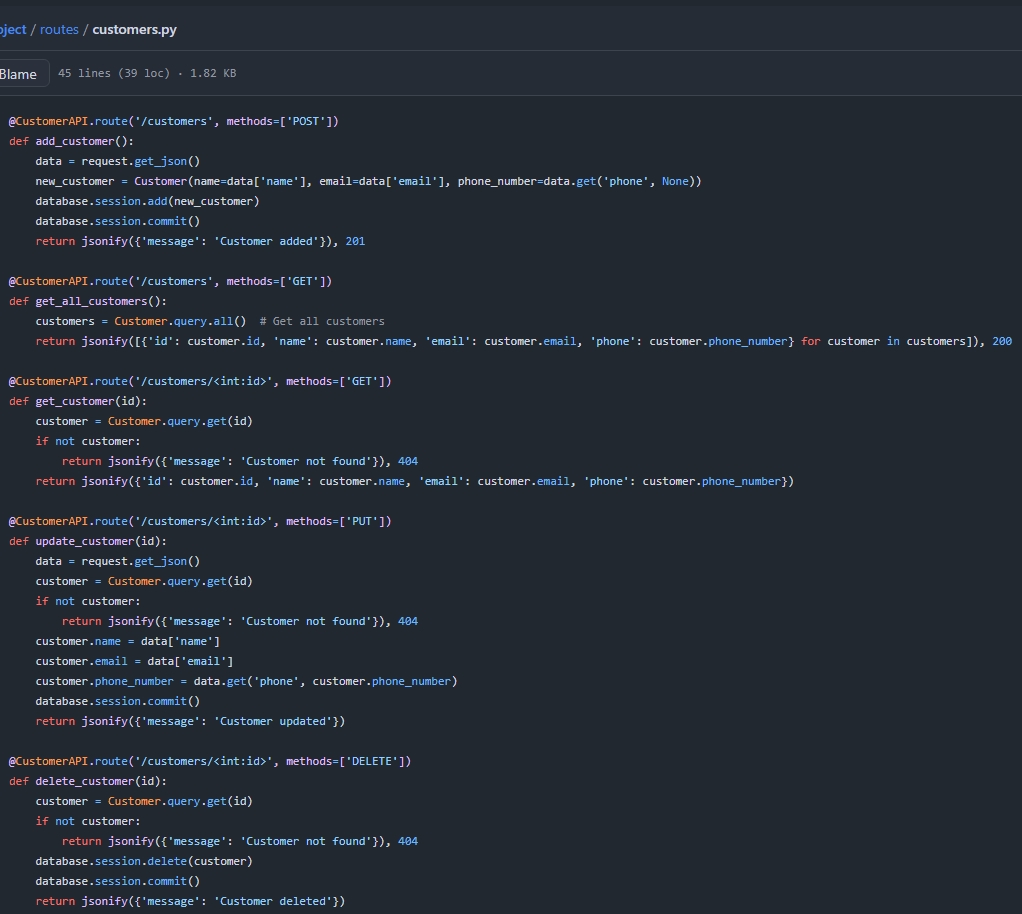 ject / routes / customers.py
Blame 45 lines (39 loc) · 1.82 KB
@CustomerAPI.route('/customers', methods=['POST'])
def add_customer():
    data = request.get_json()
    new_customer = Customer(name=data['name'], email=data['email'], phone_number=data.get('phone', None))
    database.session.add(new_customer)
    database.session.commit()
    return jsonify({'message': 'Customer added'}), 201
@CustomerAPI.route('/customers', methods=['GET'])
def get_all_customers():
    customers = Customer.query.all()  # Get all customers
    return jsonify([{'id': customer.id, 'name': customer.name, 'email': customer.email, 'phone': customer.phone_number} for customer in customers]), 200
@CustomerAPI.route('/customers/<int:id>', methods=['GET'])
def get_customer(id):
    customer = Customer.query.get(id)
    if not customer:
        return jsonify({'message': 'Customer not found'}), 404
    return jsonify({'id': customer.id, 'name': customer.name, 'email': customer.email, 'phone': customer.phone_number})
@CustomerAPI.route('/customers/<int:id>', methods=['PUT'])
def update_customer(id):
    data = request.get_json()
    customer = Customer.query.get(id)
    if not customer:
        return jsonify({'message': 'Customer not found'}), 404
    customer.name = data['name']
    customer.email = data['email']
    customer.phone_number = data.get('phone', customer.phone_number)
    database.session.commit()
    return jsonify({'message': 'Customer updated'})
@CustomerAPI.route('/customers/<int:id>', methods=['DELETE'])
def delete_customer(id):
    customer = Customer.query.get(id)
    if not customer:
        return jsonify({'message': 'Customer not found'}), 404
    database.session.delete(customer)
    database.session.commit()
    return jsonify({'message': 'Customer deleted'})